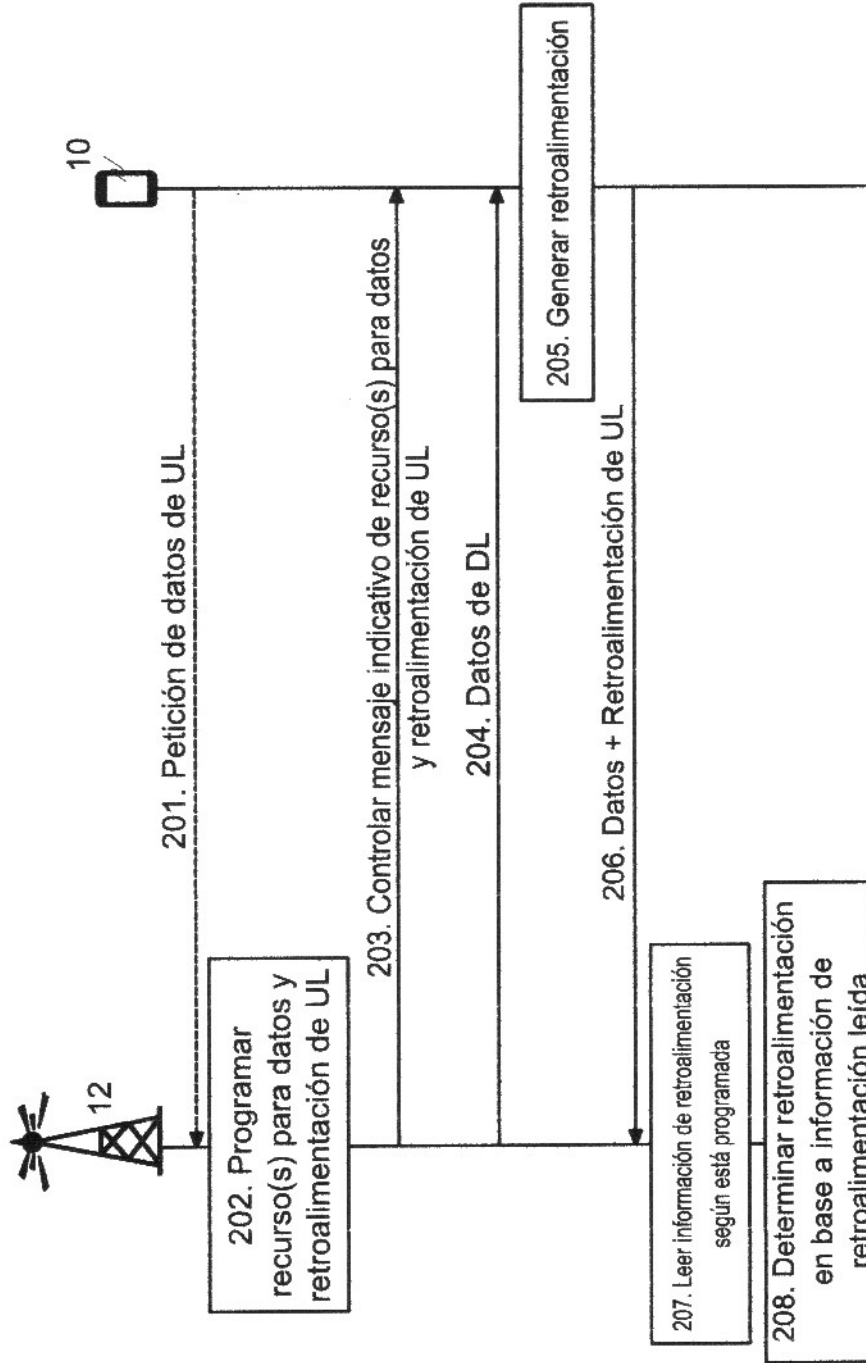 12
10
201. Petición de datos de UL
202. Programar
recurso(s) para datos y
retroalimentación de UL
203. Controlar mensaje indicativo de recurso(s) para datos
y retroalimentación de UL
204. Datos de DL
205. Generar retroalimentación
206. Datos + Retroalimentación de UL
207. Leer información de retroalimentación
según está programada
208. Determinar retroalimentación
en base a información de
retroalimentación leída